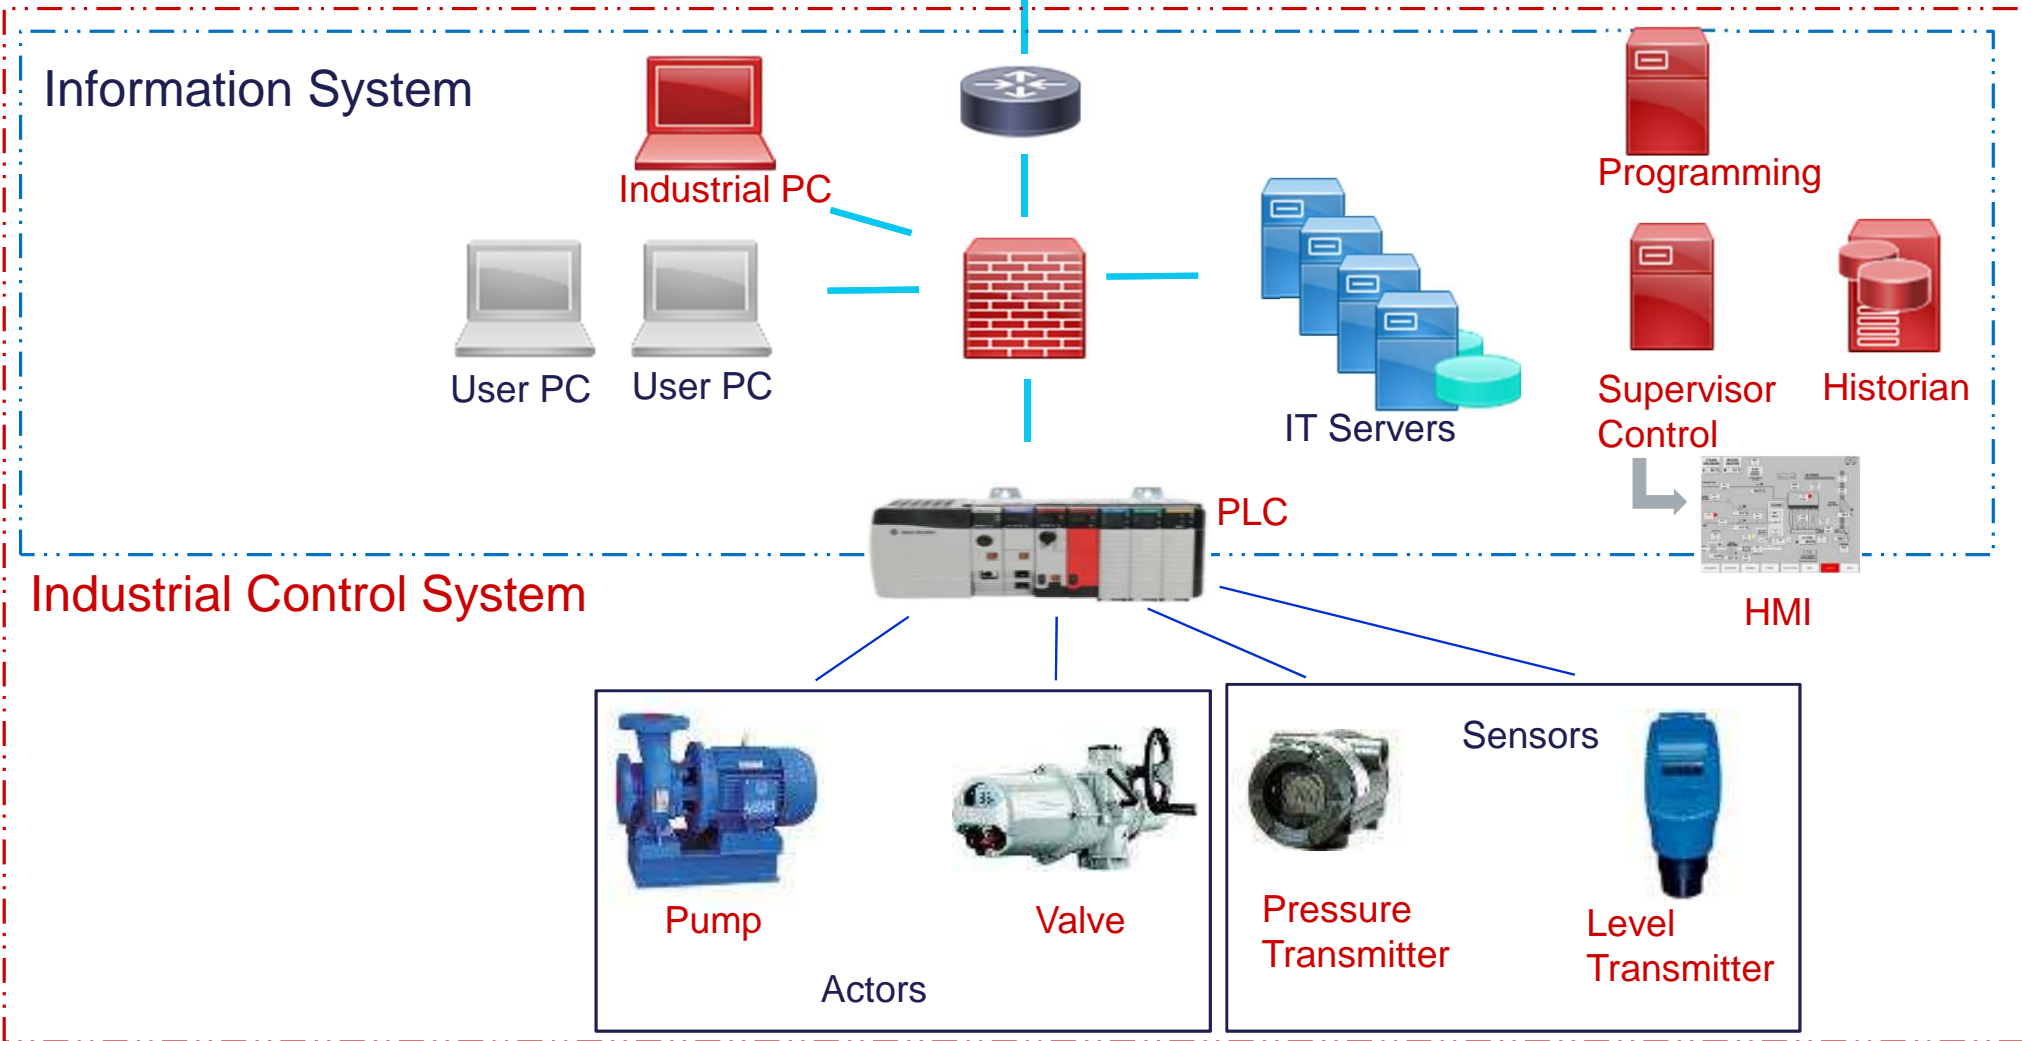 Information System
Industrial PC
Programming
User PC
User PC
IT Servers
Supervisor
Control
Historian
PLC
Industrial Control System
HMI
Sensors
Pump
Valve
Pressure
Transmitter
Level
Transmitter
Actors